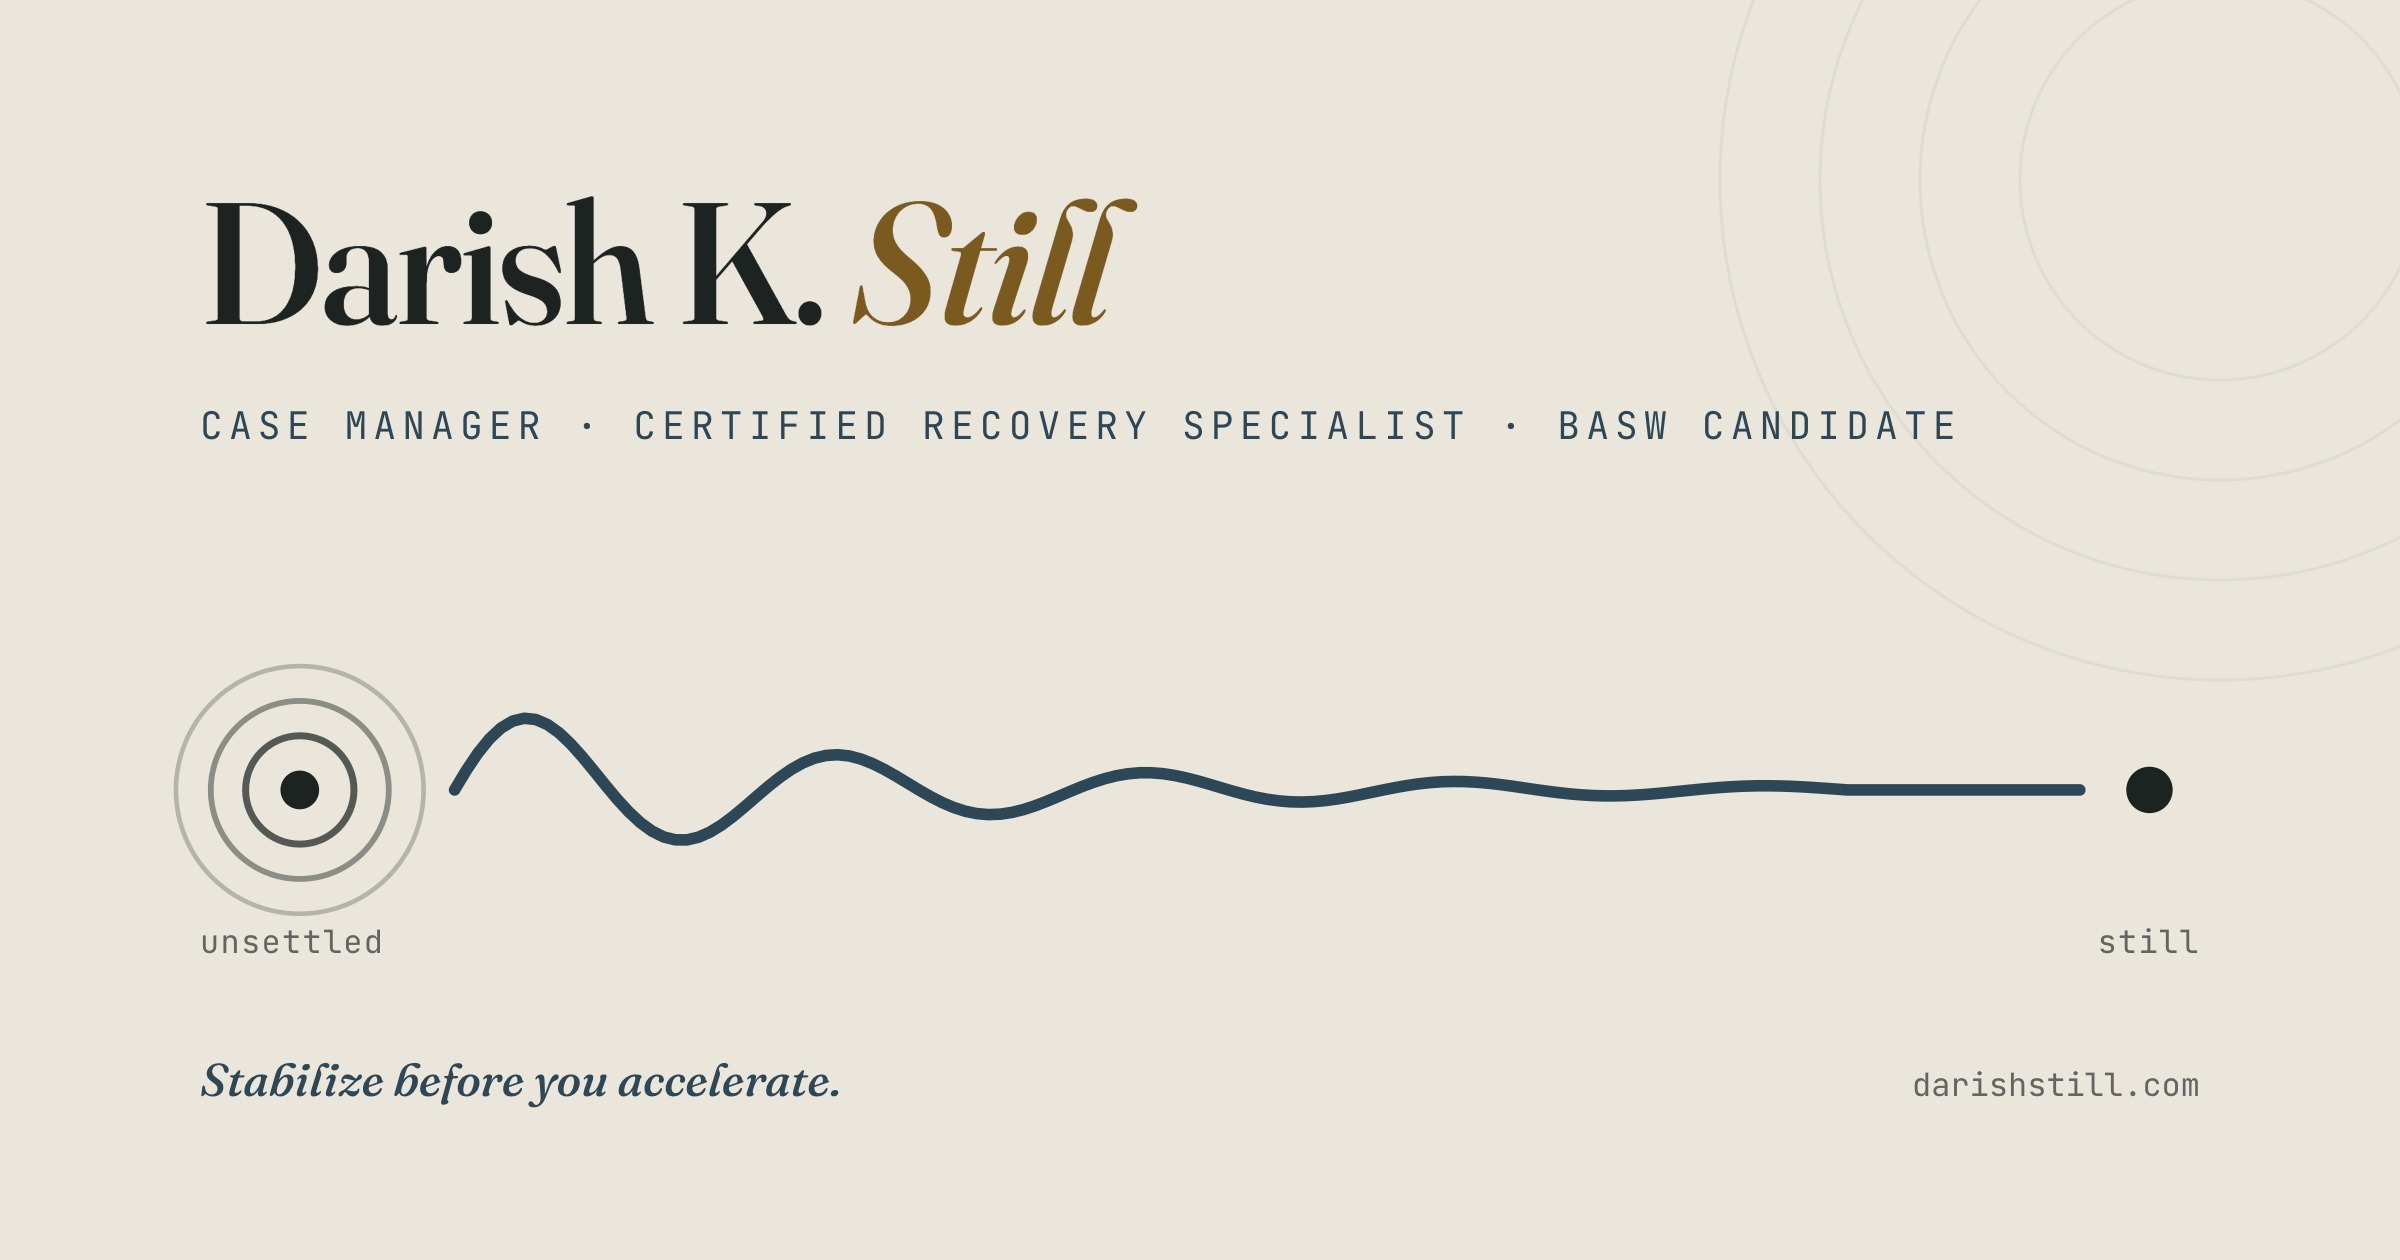 Darish K. Still
CASE MANAGER · CERTIFIED RECOVERY SPECIALIST · BASW CANDIDATE
unsettled
still
Stabilize before you accelerate.
darishstill.com